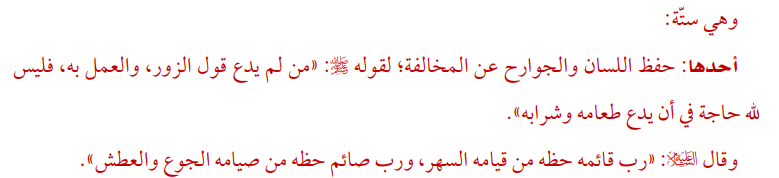 وهي ستّة:
أحدها: حفظ اللسان والجوارح عن المخالفة؛ لقوله ﷺ: «من لم يدع قول الزور، والعمل به، فليس
لله حاجة في أن يدع طعامه وشرابه».
وقال عليه السلام: «رب قائمه حظه من قيامه السهر، ورب صائم حظه من صيامه الجوع والعطش».